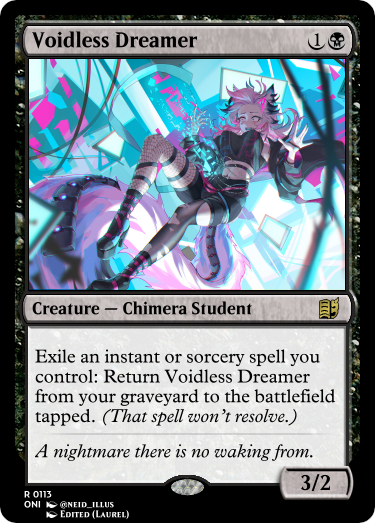 Voidless Dreamer 1
Creature — Chimera Student
Exile an instant or sorcery spell you
control: Return Voidless Dreamer
from your graveyard to the battlefield
tapped. (That spell won't resolve.)
A nightmare there is no waking from.
3/2
R 0113
ONI @neid_illus
Edited (Laurel)